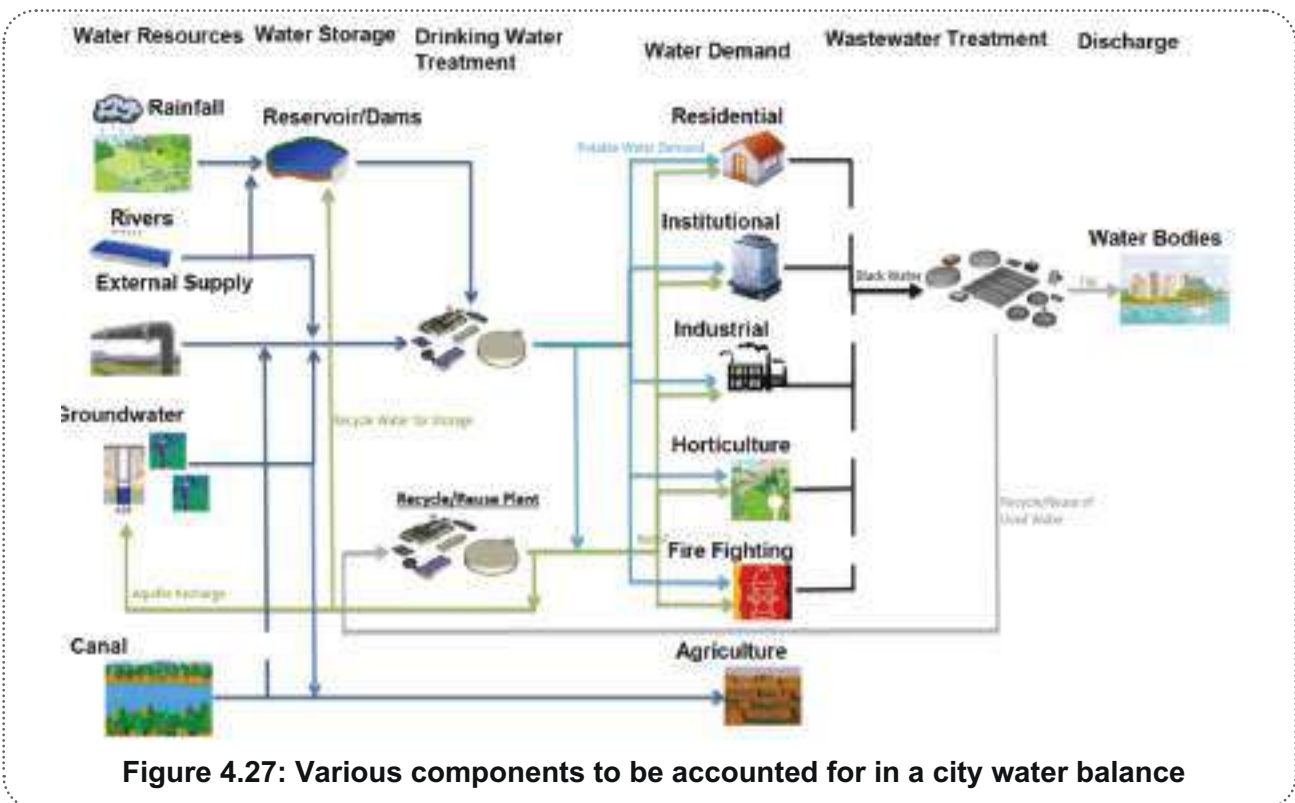 Water Resources
Water Storage
Drinking Water
Treatment
Water Demand
Wastewater Treatment
Discharge
Rainfall
Reservoir/Dams
Residential
Potable Water Demand
Rivers
Institutional
Water Bodies
External Supply
Black Water
Industrial
Groundwater
Recycle Water for Storage
Horticulture
Recycle/Reuse Plant
Recycle/Reuse of
Used Water
Fire Fighting
Aquifer Recharge
Canal
Agriculture
Figure 4.27: Various components to be accounted for in a city water balance